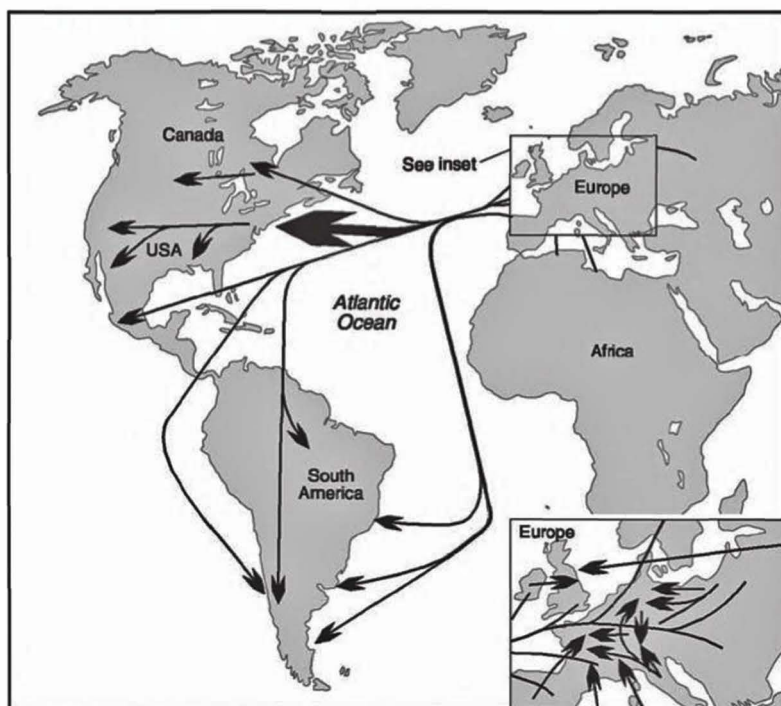 Canada
See inset
Europe
USA
Atlantic
Ocean
Africa
South
America
Europe